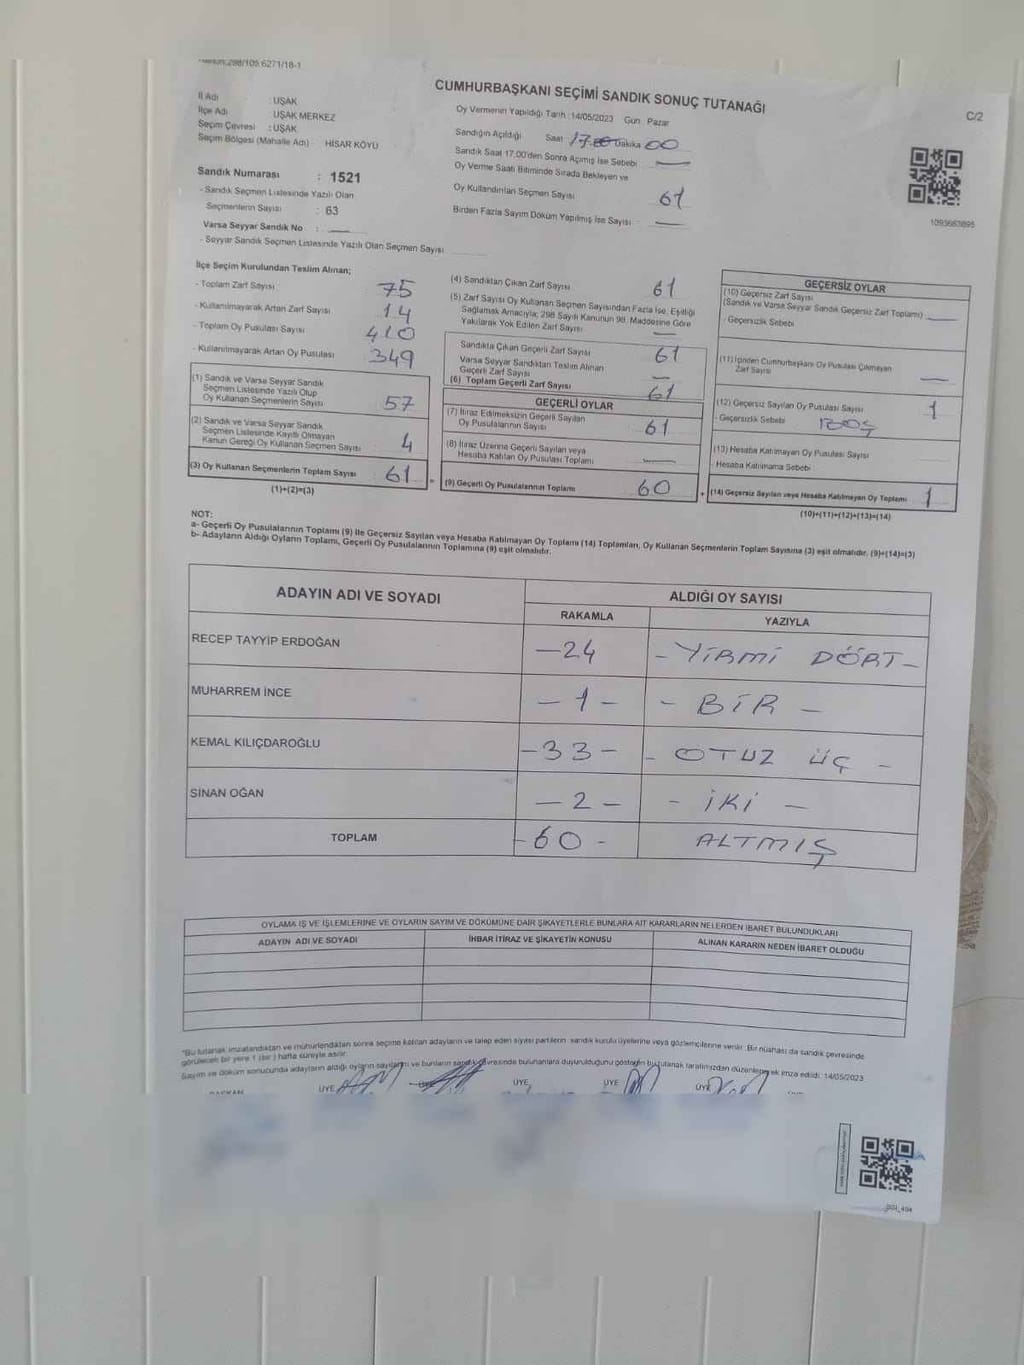 298/105.6271/18-1
CUMHURBAŞKANI SEÇİMİ SANDIK SONUÇ TUTANAĞI
C/2
İl Adı : UŞAK
İlçe Adı UŞAK MERKEZ
Seçim Çevresi : UŞAK
Seçim Bölgesi (Mahalle Adı) HİSAR KÖYÜ
Oy Vermenin Yapıldığı Tarih :14/05/2023 Gün : Pazar
Sandığın Açıldığı Saat 17.00 Dakika 00
Sandık Saat 17:00'den Sonra Açılmış İse Sebebi —
Oy Verme Saati Bitiminde Sırada Bekleyen ve
Oy Kullandırılan Seçmen Sayısı 61
Birden Fazla Sayım Döküm Yapılmış ise Sayısı —
1093683895
Sandık Numarası : 1521
- Sandık Seçmen Listesinde Yazılı Olan
Seçmenlerin Sayısı : 63
Varsa Seyyar Sandık No : —
- Seyyar Sandık Seçmen Listesinde Yazılı Olan Seçmen Sayısı
İlçe Seçim Kurulundan Teslim Alınan;
- Toplam Zarf Sayısı 75
- Kullanılmayarak Artan Zarf Sayısı 14
- Toplam Oy Pusulası Sayısı 410
- Kullanılmayarak Artan Oy Pusulası 349
(1) Sandık ve Varsa Seyyar Sandık
Seçmen Listesinde Yazılı Olup
Oy Kullanan Seçmenlerin Sayısı 57
(2) Sandık ve Varsa Seyyar Sandık
Seçmen Listesinde Kayıtlı Olmayan
Kanun Gereği Oy Kullanan Seçmen Sayısı 4
(3) Oy Kullanan Seçmenlerin Toplam Sayısı 61
(1)+(2)=(3)
(4) Sandıktan Çıkan Zarf Sayısı 61
(5) Zarf Sayısı Oy Kullanan Seçmen Sayısından Fazla İse, Eşitliği
Sağlamak Amacıyla; 298 Sayılı Kanunun 98. Maddesine Göre
Yakılarak Yok Edilen Zarf Sayısı —
Sandıkta Çıkan Geçerli Zarf Sayısı 61
Varsa Seyyar Sandıktan Teslim Alınan
Geçerli Zarf Sayısı —
(6) Toplam Geçerli Zarf Sayısı 61
GEÇERLİ OYLAR
(7) İtiraz Edilmeksizin Geçerli Sayılan
Oy Pusulalarının Sayısı 61
(8) İtiraz Üzerine Geçerli Sayılan veya
Hesaba Katılan Oy Pusulası Toplamı —
(9) Geçerli Oy Pusulalarının Toplamı 60
GEÇERSİZ OYLAR
(10) Geçersiz Zarf Sayısı
(Sandık ve Varsa Seyyar Sandık Geçersiz Zarf Toplamı) —
- Geçersizlik Sebebi
(11) İçinden Cumhurbaşkanı Oy Pusulası Çıkmayan
Zarf Sayısı —
(12) Geçersiz Sayılan Oy Pusulası Sayısı 1
- Geçersizlik Sebebi BOŞ
(13) Hesaba Katılmayan Oy Pusulası Sayısı
- Hesaba Katılmama Sebebi
(14) Geçersiz Sayılan veya Hesaba Katılmayan Oy Toplamı 1
(10)+(11)+(12)+(13)=(14)
NOT:
a- Geçerli Oy Pusulalarının Toplamı (9) ile Geçersiz Sayılan veya Hesaba Katılmayan Oy Toplamı (14) Toplamları, Oy Kullanan Seçmenlerin Toplam Sayısına (3) eşit olmalıdır. (9)+(14)=(3)
b- Adayların Aldığı Oyların Toplamı, Geçerli Oy Pusulalarının Toplamına (9) eşit olmalıdır.
ADAYIN ADI VE SOYADI ALDIĞI OY SAYISI
RAKAMLA YAZIYLA
RECEP TAYYİP ERDOĞAN —24 — YİRMİ DÖRT —
MUHARREM İNCE — 1 — — BİR —
KEMAL KILIÇDAROĞLU — 33 — — OTUZ ÜÇ —
SİNAN OĞAN — 2 — — İKİ —
TOPLAM - 60 - ALTMIŞ
OYLAMA İŞ VE İŞLEMLERİNE VE OYLARIN SAYIM VE DÖKÜMÜNE DAİR ŞİKAYETLERLE BUNLARA AİT KARARLARIN NELERDEN İBARET BULUNDUKLARI
ADAYIN ADI VE SOYADI İHBAR İTİRAZ VE ŞİKAYETİN KONUSU ALINAN KARARIN NEDEN İBARET OLDUĞU
*Bu tutanak imzalandıktan ve mühürlendikten sonra seçime katılan adayların ve talep eden siyasi partilerin sandık kurulu üyelerine veya gözlemcilerine verilir. Bir nüshası da sandık çevresinde
görülecek bir yere 1 (bir) hafta süreyle asılır.
Sayım ve döküm sonucunda adayların aldığı oyların sayılarını ve bunların sandık çevresinde bulunanlara duyurulduğunu gösteren bu tutanak tarafımızdan düzenlenerek imza edildi. 14/05/2023
BAŞKAN ÜYE ÜYE ÜYE ÜYE